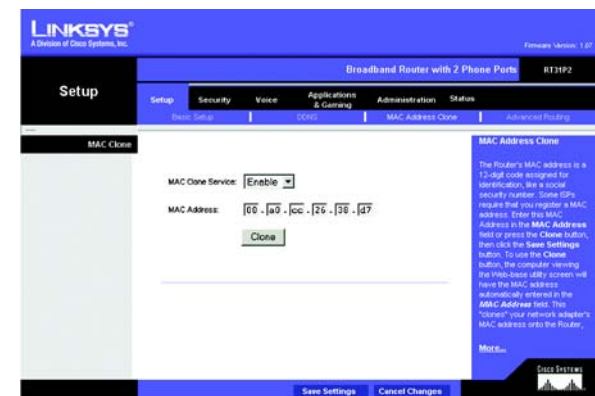 LINKSYS®
A Division of Cisco Systems, Inc.
Firmware Version: 1.07
Broadband Router with 2 Phone Ports
RT31P2
Setup
Setup Security Voice Applications & Gaming Administration Status
Basic Setup DDNS MAC Address Clone Advanced Routing
MAC Clone
MAC Clone Service: Enable
MAC Address: 00 . a0 . cc . 26 . 38 . d7
Clone
MAC Address Clone
The Router's MAC address is a
12-digit code assigned for
identification, like a social
security number. Some ISPs
require that you register a MAC
address. Enter this MAC
Address in the MAC Address
field or press the Clone button,
then click the Save Settings
button. To use the Clone
button, the computer viewing
the Web-base utility screen will
have the MAC address
automatically entered in the
MAC Address field. This
"clones" your network adapter's
MAC address onto the Router,
More...
Save Settings Cancel Changes
CISCO SYSTEMS